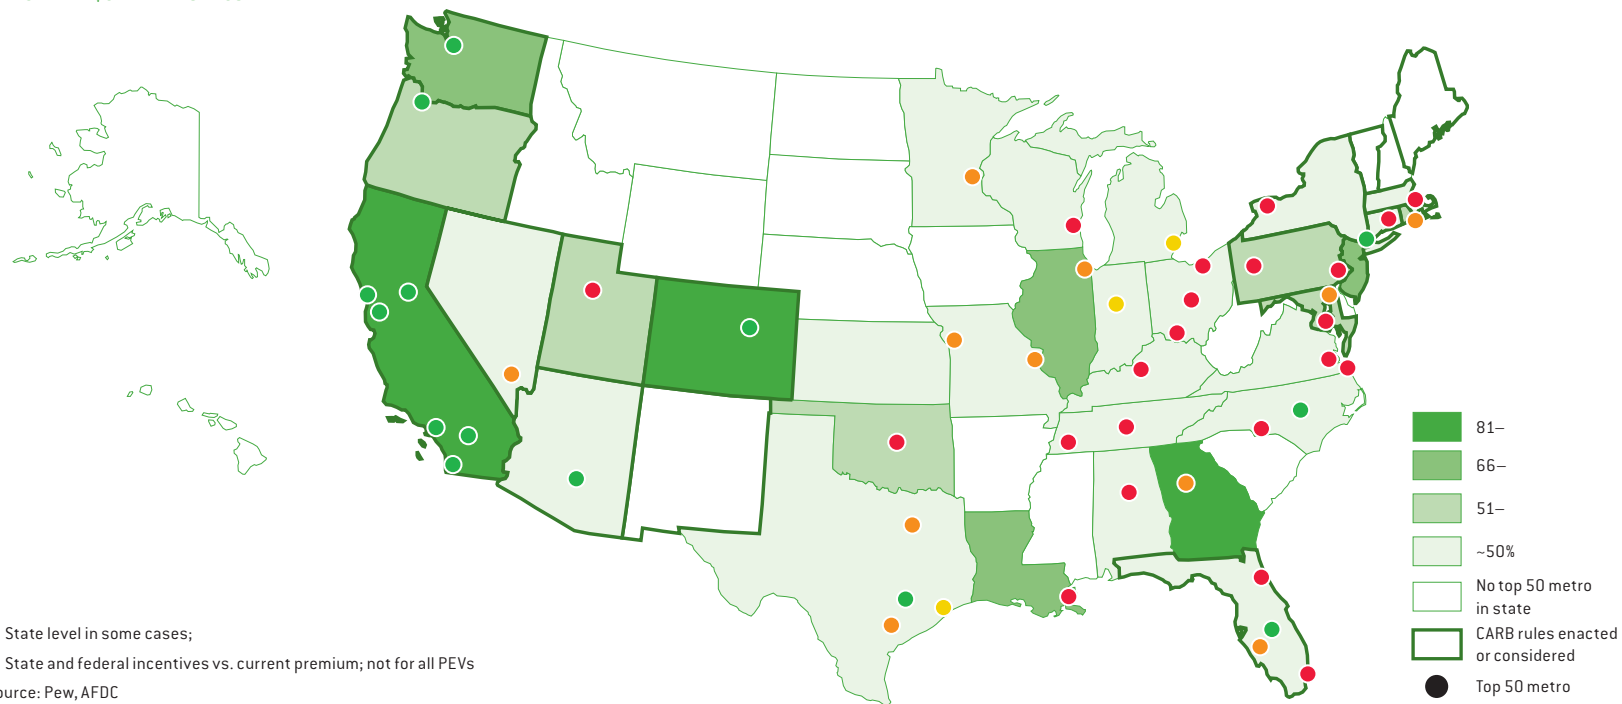 81–
66–
51–
~50%
No top 50 metro
in state
CARB rules enacted
or considered
Top 50 metro
State level in some cases;
State and federal incentives vs. current premium; not for all PEVs
ource: Pew, AFDC